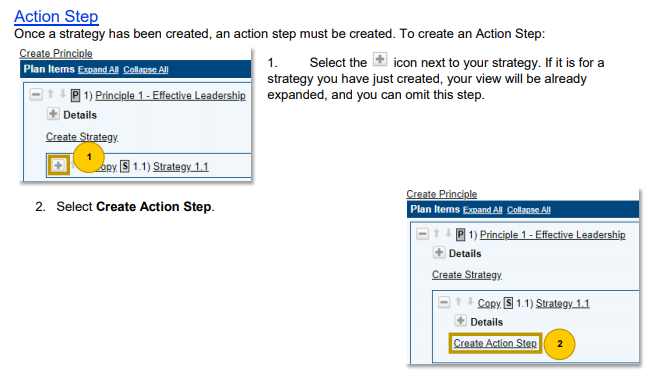 Action Step
Once a strategy has been created, an action step must be created. To create an Action Step:
Create Principle
Plan Items Expand All Collapse All
P 1) Principle 1 - Effective Leadership
Details
Create Strategy
1
opy S 1.1) Strategy 1.1
1. Select the icon next to your strategy. If it is for a
strategy you have just created, your view will be already
expanded, and you can omit this step.
2. Select Create Action Step.
Create Principle
Plan Items Expand All Collapse All
P 1) Principle 1 - Effective Leadership
Details
Create Strategy
Copy S 1.1) Strategy 1.1
Details
Create Action Step 2